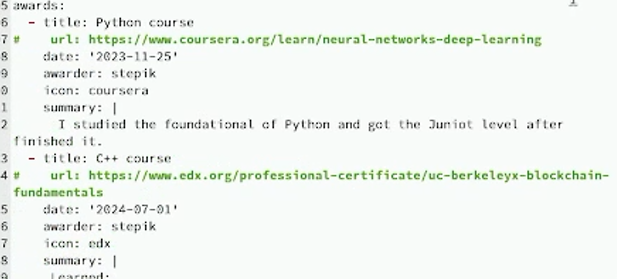 5 awards:
6   - title: Python course
7 #    url: https://www.coursera.org/learn/neural-networks-deep-learning
8     date: '2023-11-25'
9     awarder: stepik
0     icon: coursera
1     summary: |
2       I studied the foundational of Python and got the Juniot level after
finished it.
3   - title: C++ course
4 #    url: https://www.edx.org/professional-certificate/uc-berkeleyx-blockchain-
fundamentals
5     date: '2024-07-01'
6     awarder: stepik
7     icon: edx
8     summary: |
9       Learned: